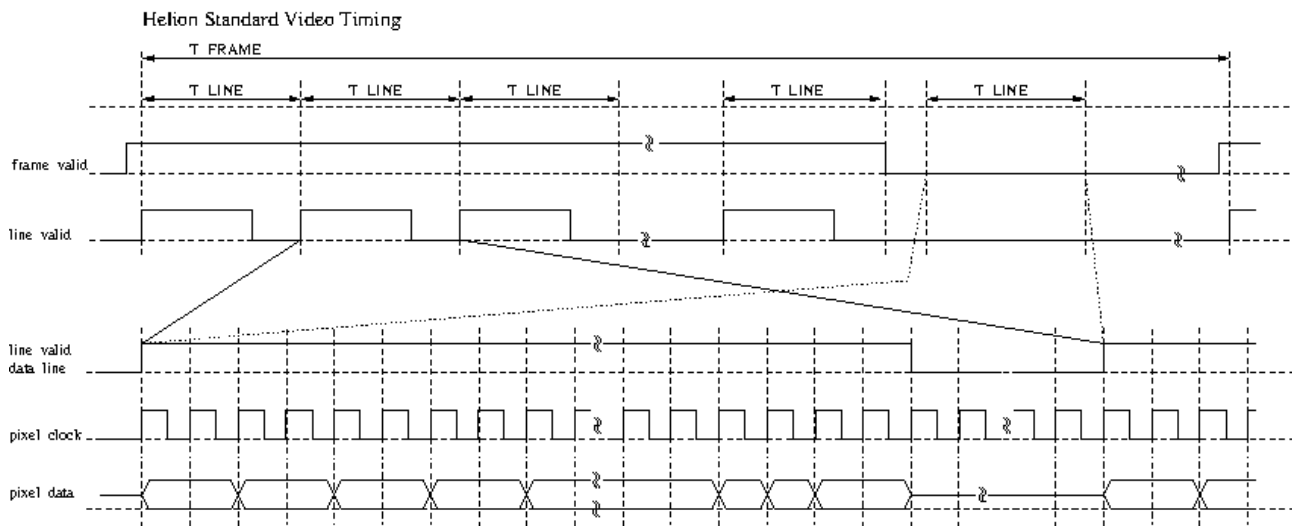 Helion Standard Video Timing
T FRAME
T LINE T LINE T LINE T LINE T LINE
frame valid
line valid
line valid
data line
pixel clock
pixel data